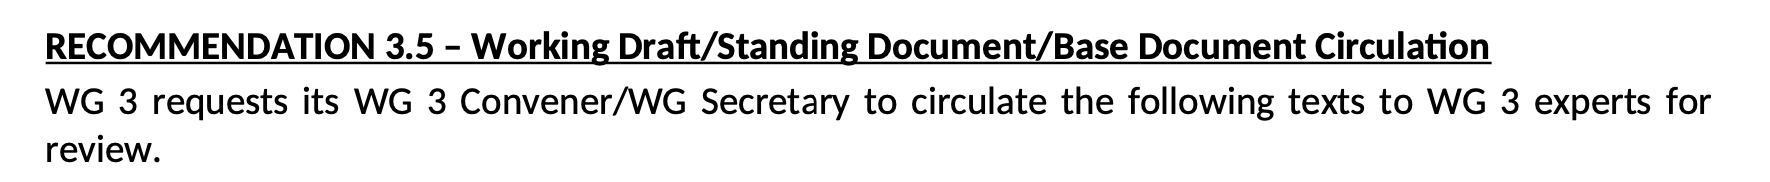 RECOMMENDATION 3.5 – Working Draft/Standing Document/Base Document Circulation
WG 3 requests its WG 3 Convener/WG Secretary to circulate the following texts to WG 3 experts for
review.